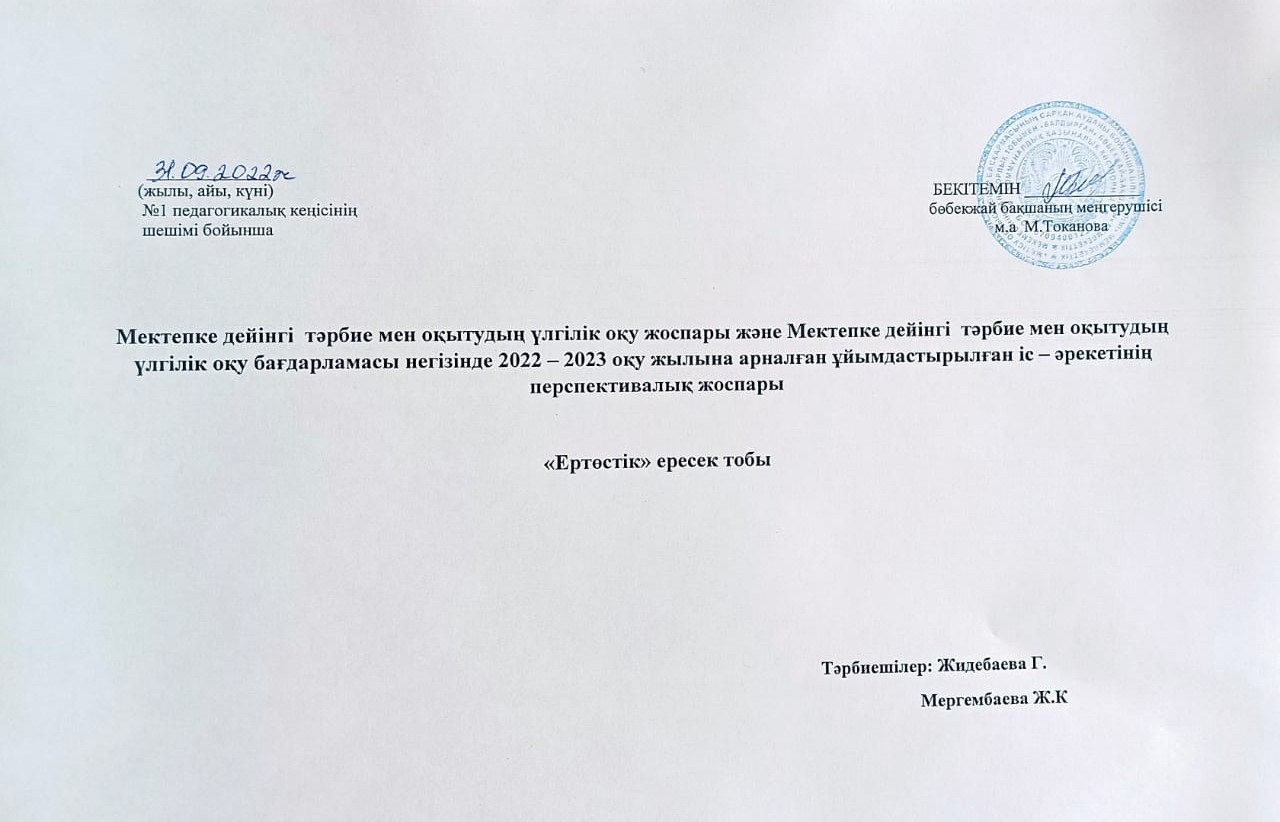 31.09.2022ж
(жылы, айы, күні)
№1 педагогикалық кеңісінің
шешімі бойынша
БЕКІТЕМІН
бөбекжай бақшаның меңгерушісі
м.а М.Токанова
Мектепке дейінгі тәрбие мен оқытудың үлгілік оқу жоспары және Мектепке дейінгі тәрбие мен оқытудың
үлгілік оқу бағдарламасы негізінде 2022 – 2023 оқу жылына арналған ұйымдастырылған іс – әрекетінің
перспективалық жоспары
«Ертөстік» ересек тобы
Тәрбиешілер: Жидебаева Г.
Мергембаева Ж.К